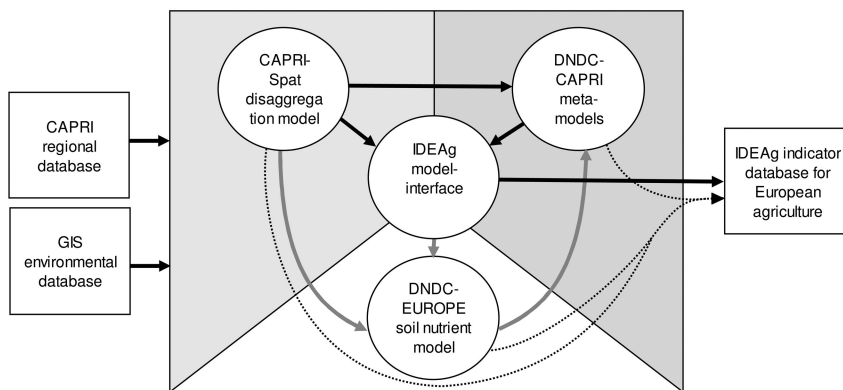 CAPRI
regional
database
GIS
environmental
database
CAPRI-
Spat
disaggrega
tion model
DNDC-
CAPRI
meta-
models
IDEAg
model-
interface
DNDC-
EUROPE
soil nutrient
model
IDEAg indicator
database for
European
agriculture